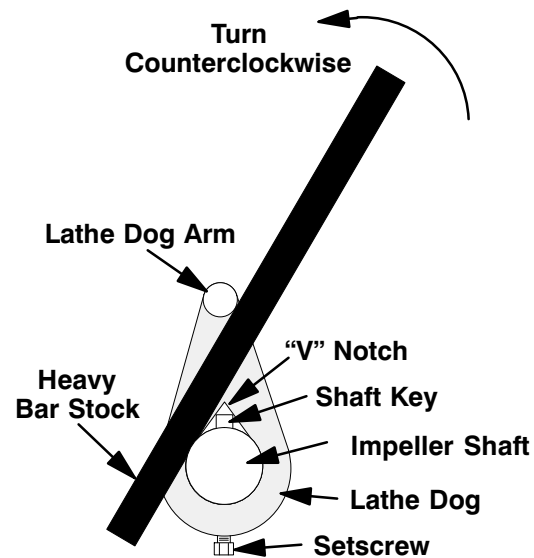 Turn
Counterclockwise
Lathe Dog Arm
“V” Notch
Heavy
Bar Stock
Shaft Key
Impeller Shaft
Lathe Dog
Setscrew